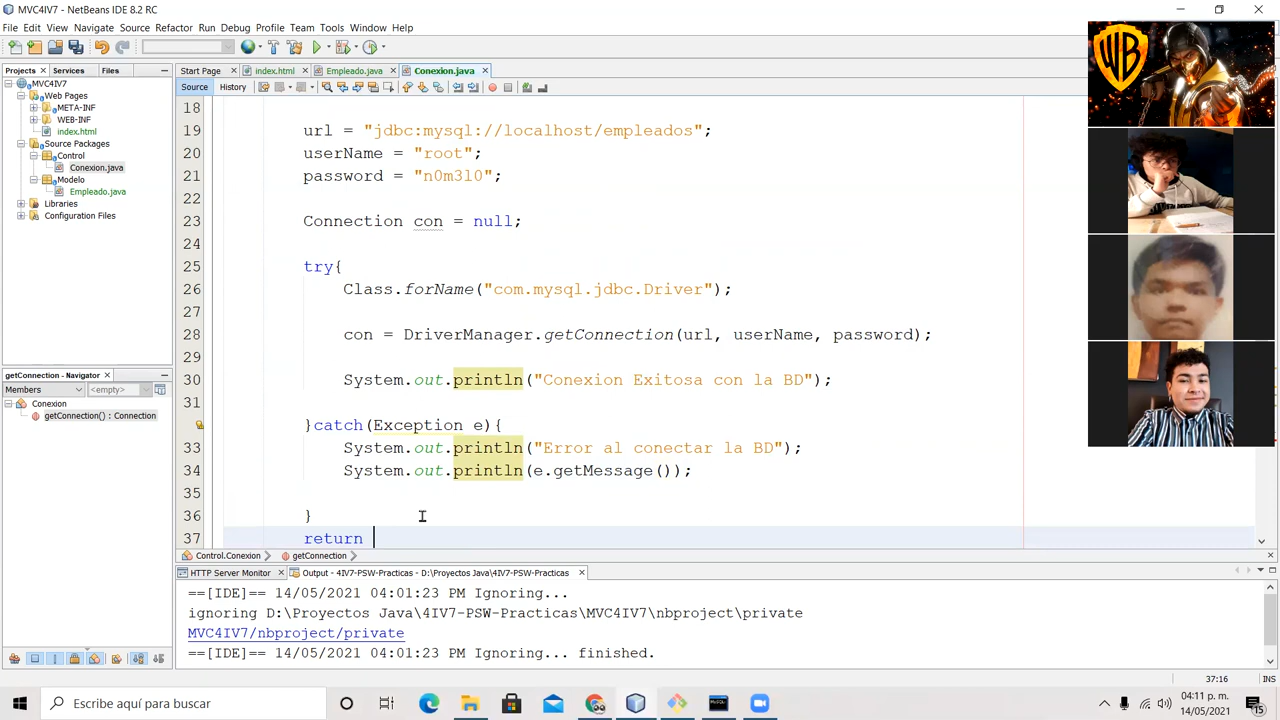 MVC4IV7 - NetBeans IDE 8.2 RC
File Edit View Navigate Source Refactor Run Debug Profile Team Tools Window Help
Projects Services Files
MVC4IV7
Web Pages
META-INF
WEB-INF
index.html
Source Packages
Control
Conexion.java
Modelo
Empleado.java
Libraries
Configuration Files
getConnection - Navigator
Members <empty>
Conexion
getConnection() : Connection
Start Page index.html Empleado.java Conexion.java
Source History
18
19 url = "jdbc:mysql://localhost/empleados";
20 userName = "root";
21 password = "n0m3l0";
22
23 Connection con = null;
24
25 try{
26 Class.forName("com.mysql.jdbc.Driver");
28 con = DriverManager.getConnection(url, userName, password);
29
30 System.out.println("Conexion Exitosa con la BD");
31
}catch(Exception e){
33 System.out.println("Error al conectar la BD");
34 System.out.println(e.getMessage());
35
36 }
37 return
Control.Conexion getConnection
HTTP Server Monitor Output - 4IV7-PSW-Practicas - D:\Proyectos Java\4IV7-PSW-Practicas
==[IDE]== 14/05/2021 04:01:23 PM Ignoring...
ignoring D:\Proyectos Java\4IV7-PSW-Practicas\MVC4IV7\nbproject\private
MVC4IV7/nbproject/private
==[IDE]== 14/05/2021 04:01:23 PM Ignoring... finished.
37:16 INS
Escribe aquí para buscar
04:11 p. m.
14/05/2021
15
WB